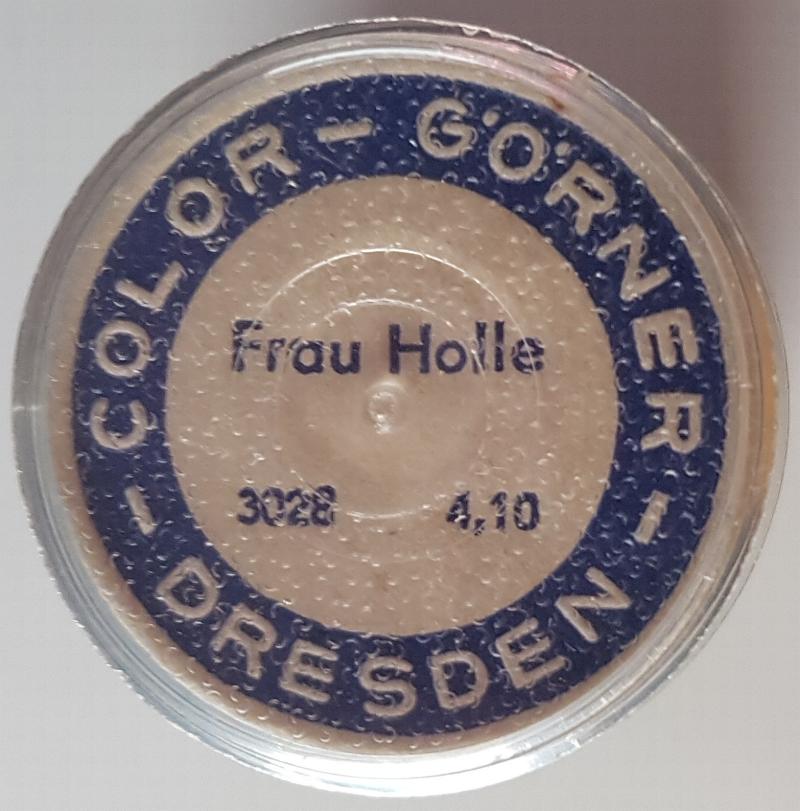 COLOR - GÖRNER - DRESDEN -
Frau Holle
3028 4,10